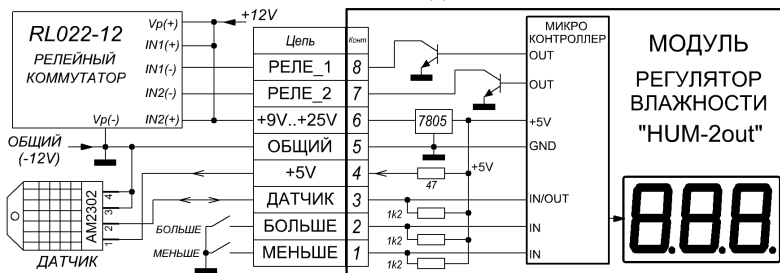 RL022-12
РЕЛЕЙНЫЙ
КОММУТАТОР
Vp(+)
IN1(+)
IN1(-)
IN2(-)
IN2(+)
Vp(-)
+12V
ОБЩИЙ
(-12V)
AM2302
4
3
2
1
ДАТЧИК
БОЛЬШЕ
МЕНЬШЕ
Цепь Конт
РЕЛЕ_1 8
РЕЛЕ_2 7
+9V..+25V 6
ОБЩИЙ 5
+5V 4
ДАТЧИК 3
БОЛЬШЕ 2
МЕНЬШЕ 1
7805
+5V
47
1k2
1k2
1k2
МИКРО
КОНТРОЛЛЕР
OUT
OUT
+5V
GND
IN/OUT
IN
IN
МОДУЛЬ
РЕГУЛЯТОР
ВЛАЖНОСТИ
"HUM-2out"
8.8.8.